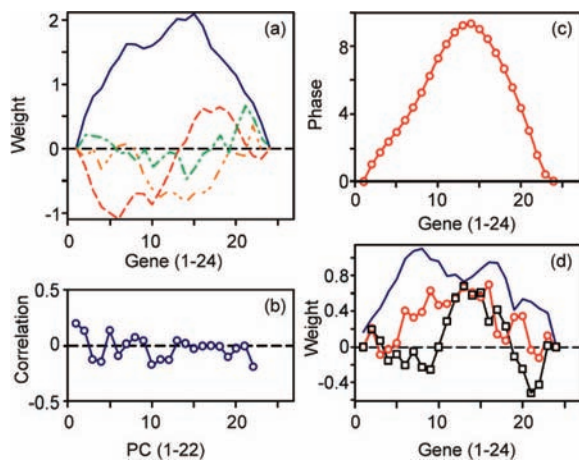 (a)
2
1
0
-1
Weight
0
10
20
Gene (1-24)
(c)
8
4
0
Phase
0
10
20
Gene (1-24)
(b)
0.5
0
-0.5
Correlation
0
10
20
PC (1-22)
(d)
0.8
0.4
0
-0.4
Weight
0
10
20
Gene (1-24)